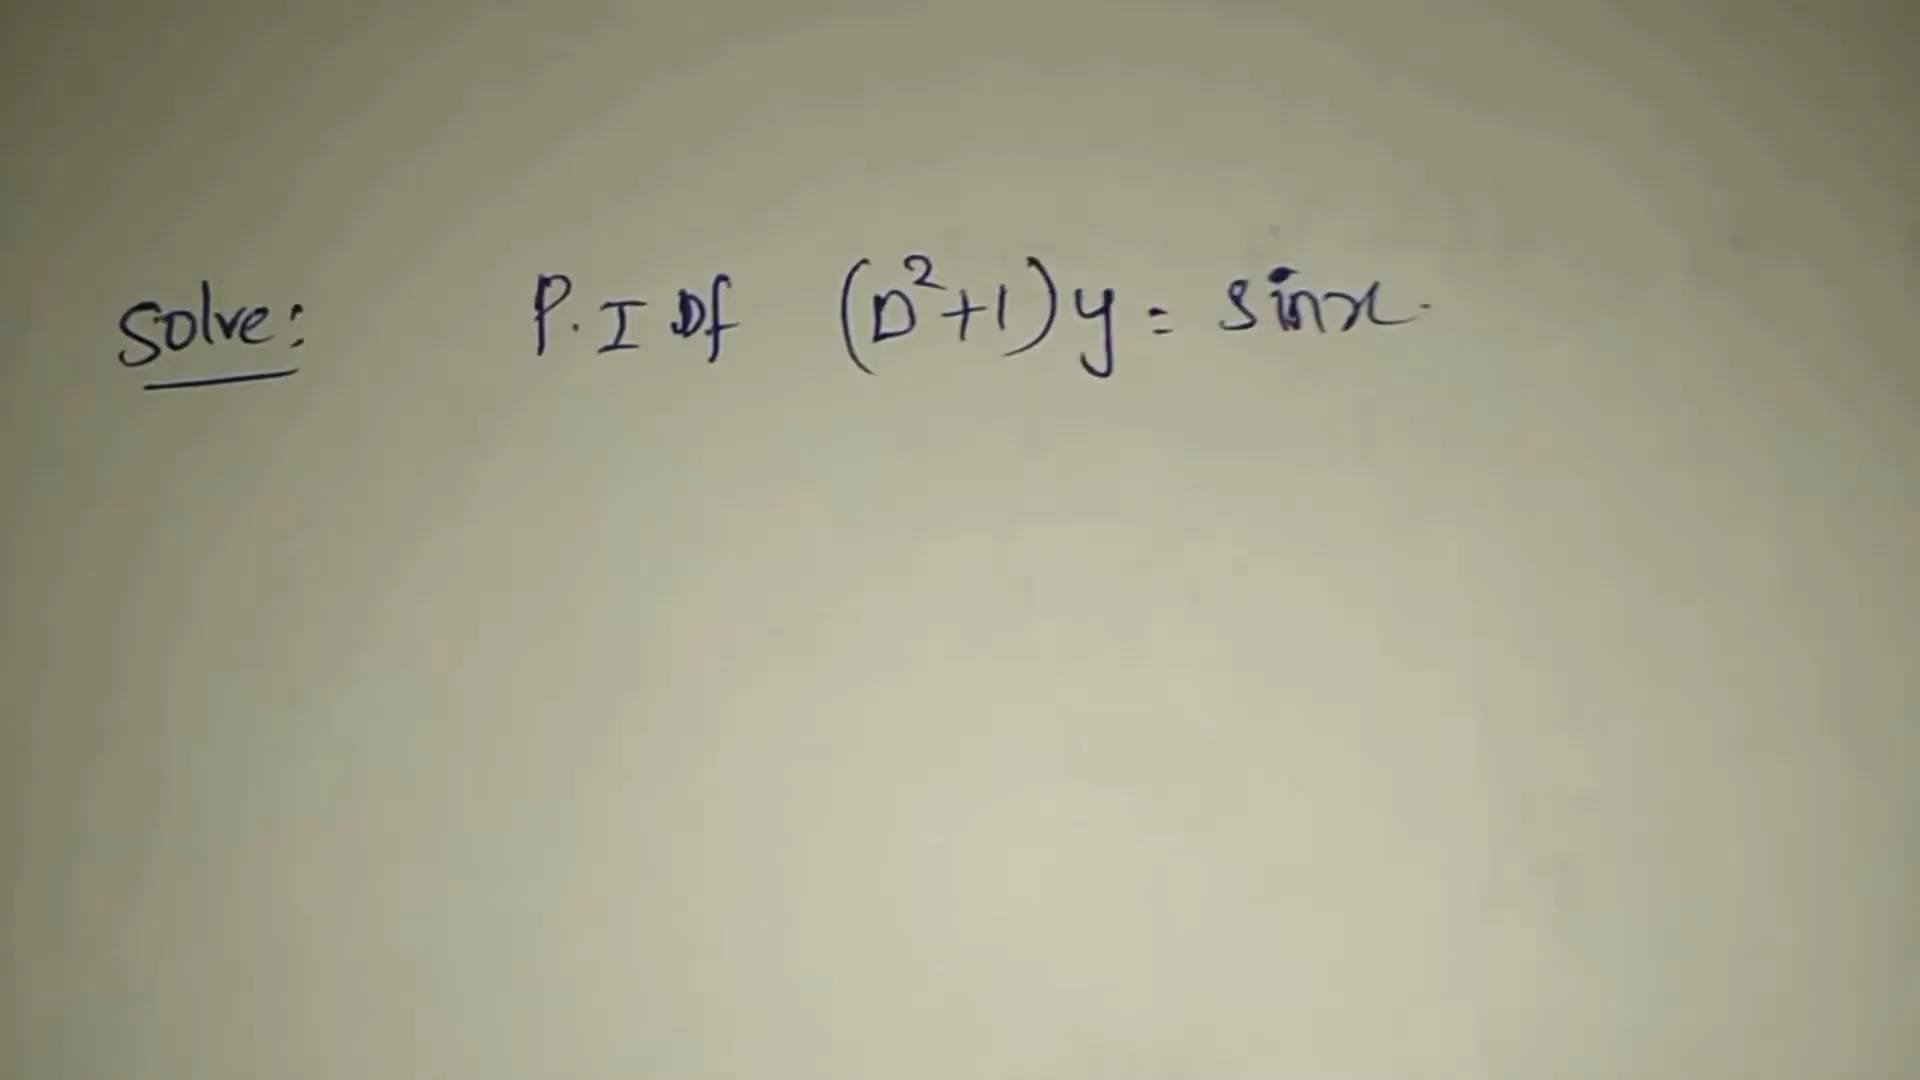 Solve: P.I Of (D²+1)y = sinx.